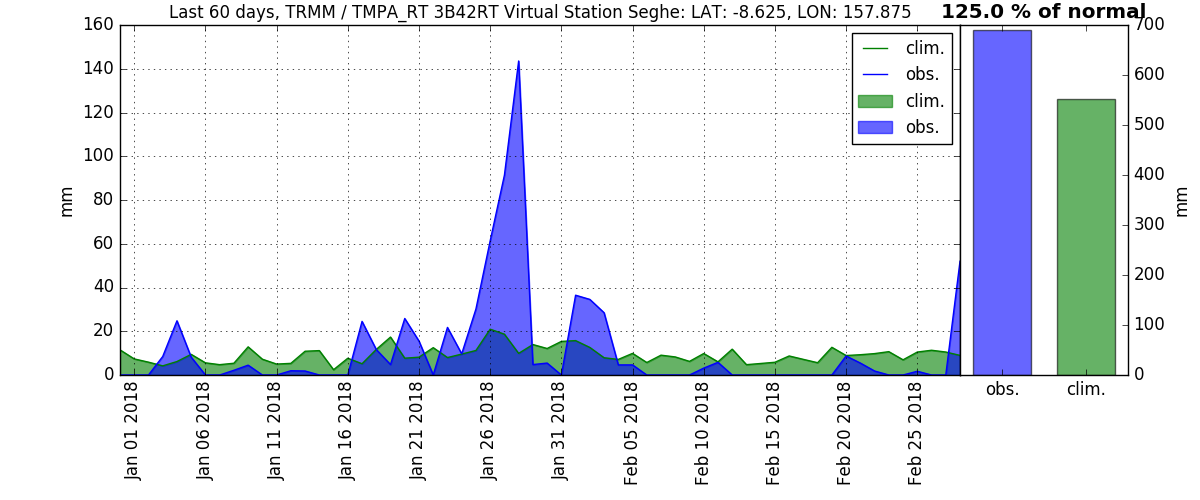 Last 60 days, TRMM / TMPA_RT 3B42RT Virtual Station Seghe: LAT: -8.625, LON: 157.875
125.0 % of normal
160
140
120
100
80
60
40
20
0
mm
clim.
obs.
clim.
obs.
Jan 01 2018
Jan 06 2018
Jan 11 2018
Jan 16 2018
Jan 21 2018
Jan 26 2018
Jan 31 2018
Feb 05 2018
Feb 10 2018
Feb 15 2018
Feb 20 2018
Feb 25 2018
700
600
500
400
300
200
100
0
mm
obs.
clim.